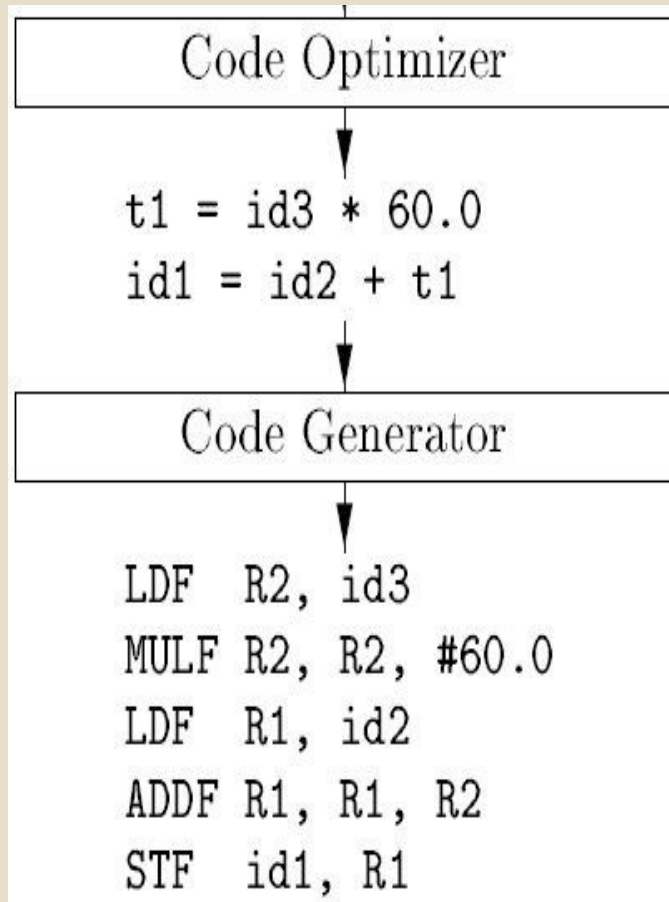 Code Optimizer
t1 = id3 * 60.0
id1 = id2 + t1
Code Generator
LDF R2, id3
MULF R2, R2, #60.0
LDF R1, id2
ADDF R1, R1, R2
STF id1, R1